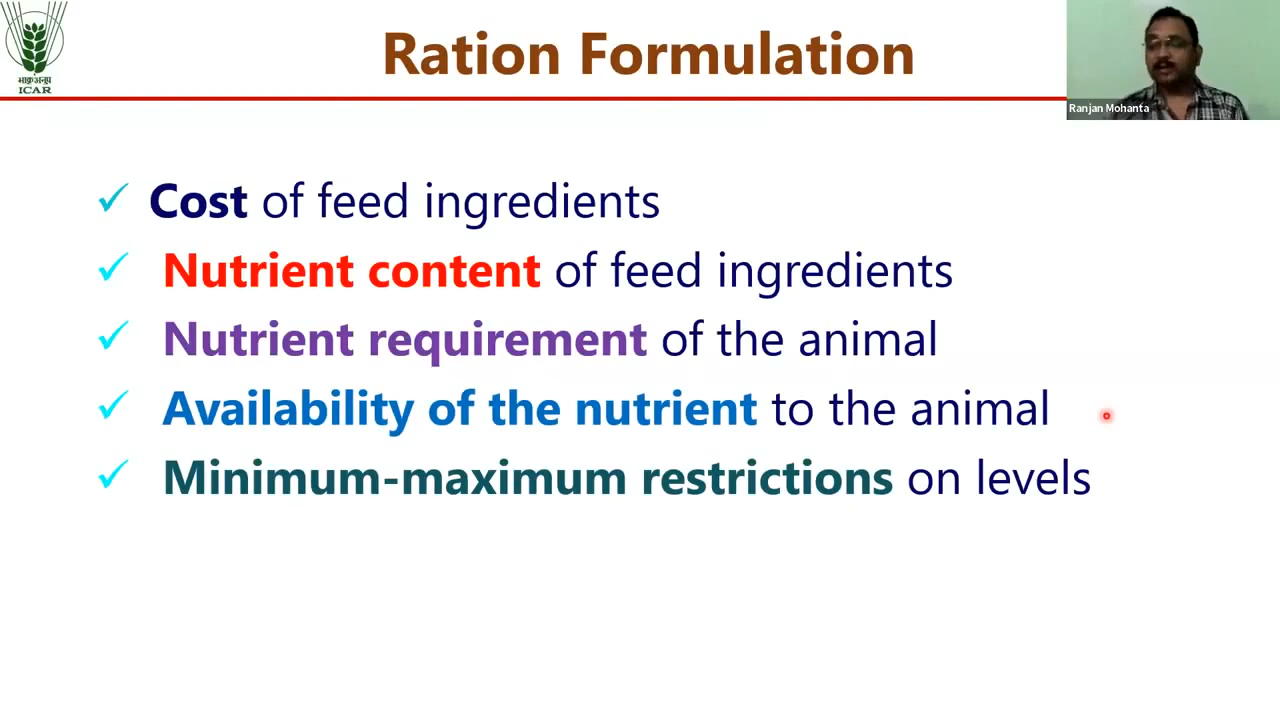 Ration Formulation
भाकृअनुप
ICAR
Ranjan Mohanta
✓ Cost of feed ingredients
✓ Nutrient content of feed ingredients
✓ Nutrient requirement of the animal
✓ Availability of the nutrient to the animal
✓ Minimum-maximum restrictions on levels